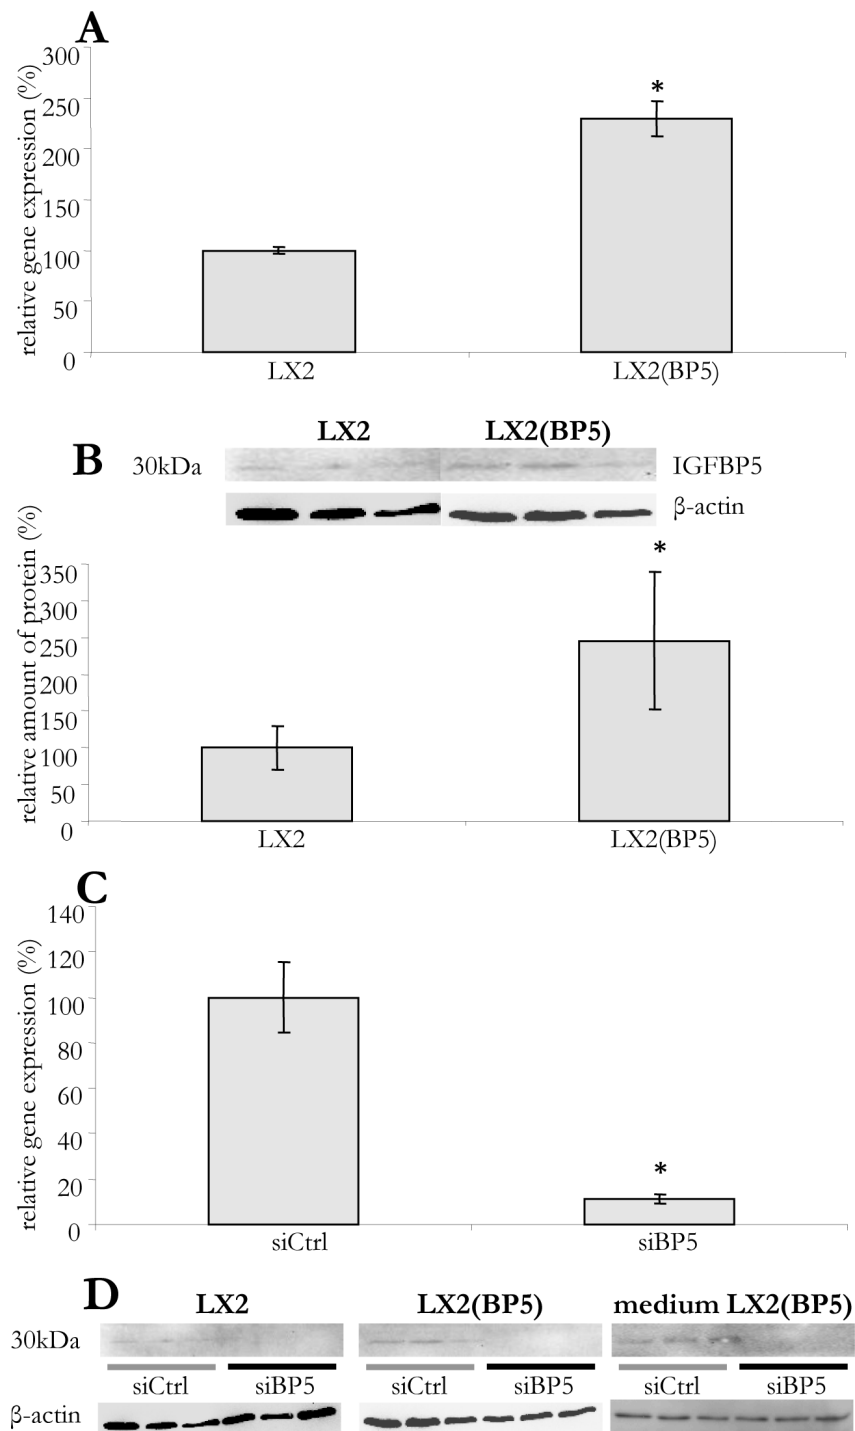 A
relative gene expression (%)
300
250
200
150
100
50
0
*
LX2
LX2(BP5)
B
LX2
LX2(BP5)
30kDa
IGFBP5
β-actin
relative amount of protein (%)
350
300
250
200
150
100
50
0
*
LX2
LX2(BP5)
C
relative gene expression (%)
140
120
100
80
60
40
20
0
*
siCtrl
siBP5
D
LX2
LX2(BP5)
medium LX2(BP5)
30kDa
siCtrl
siBP5
siCtrl
siBP5
siCtrl
siBP5
β-actin